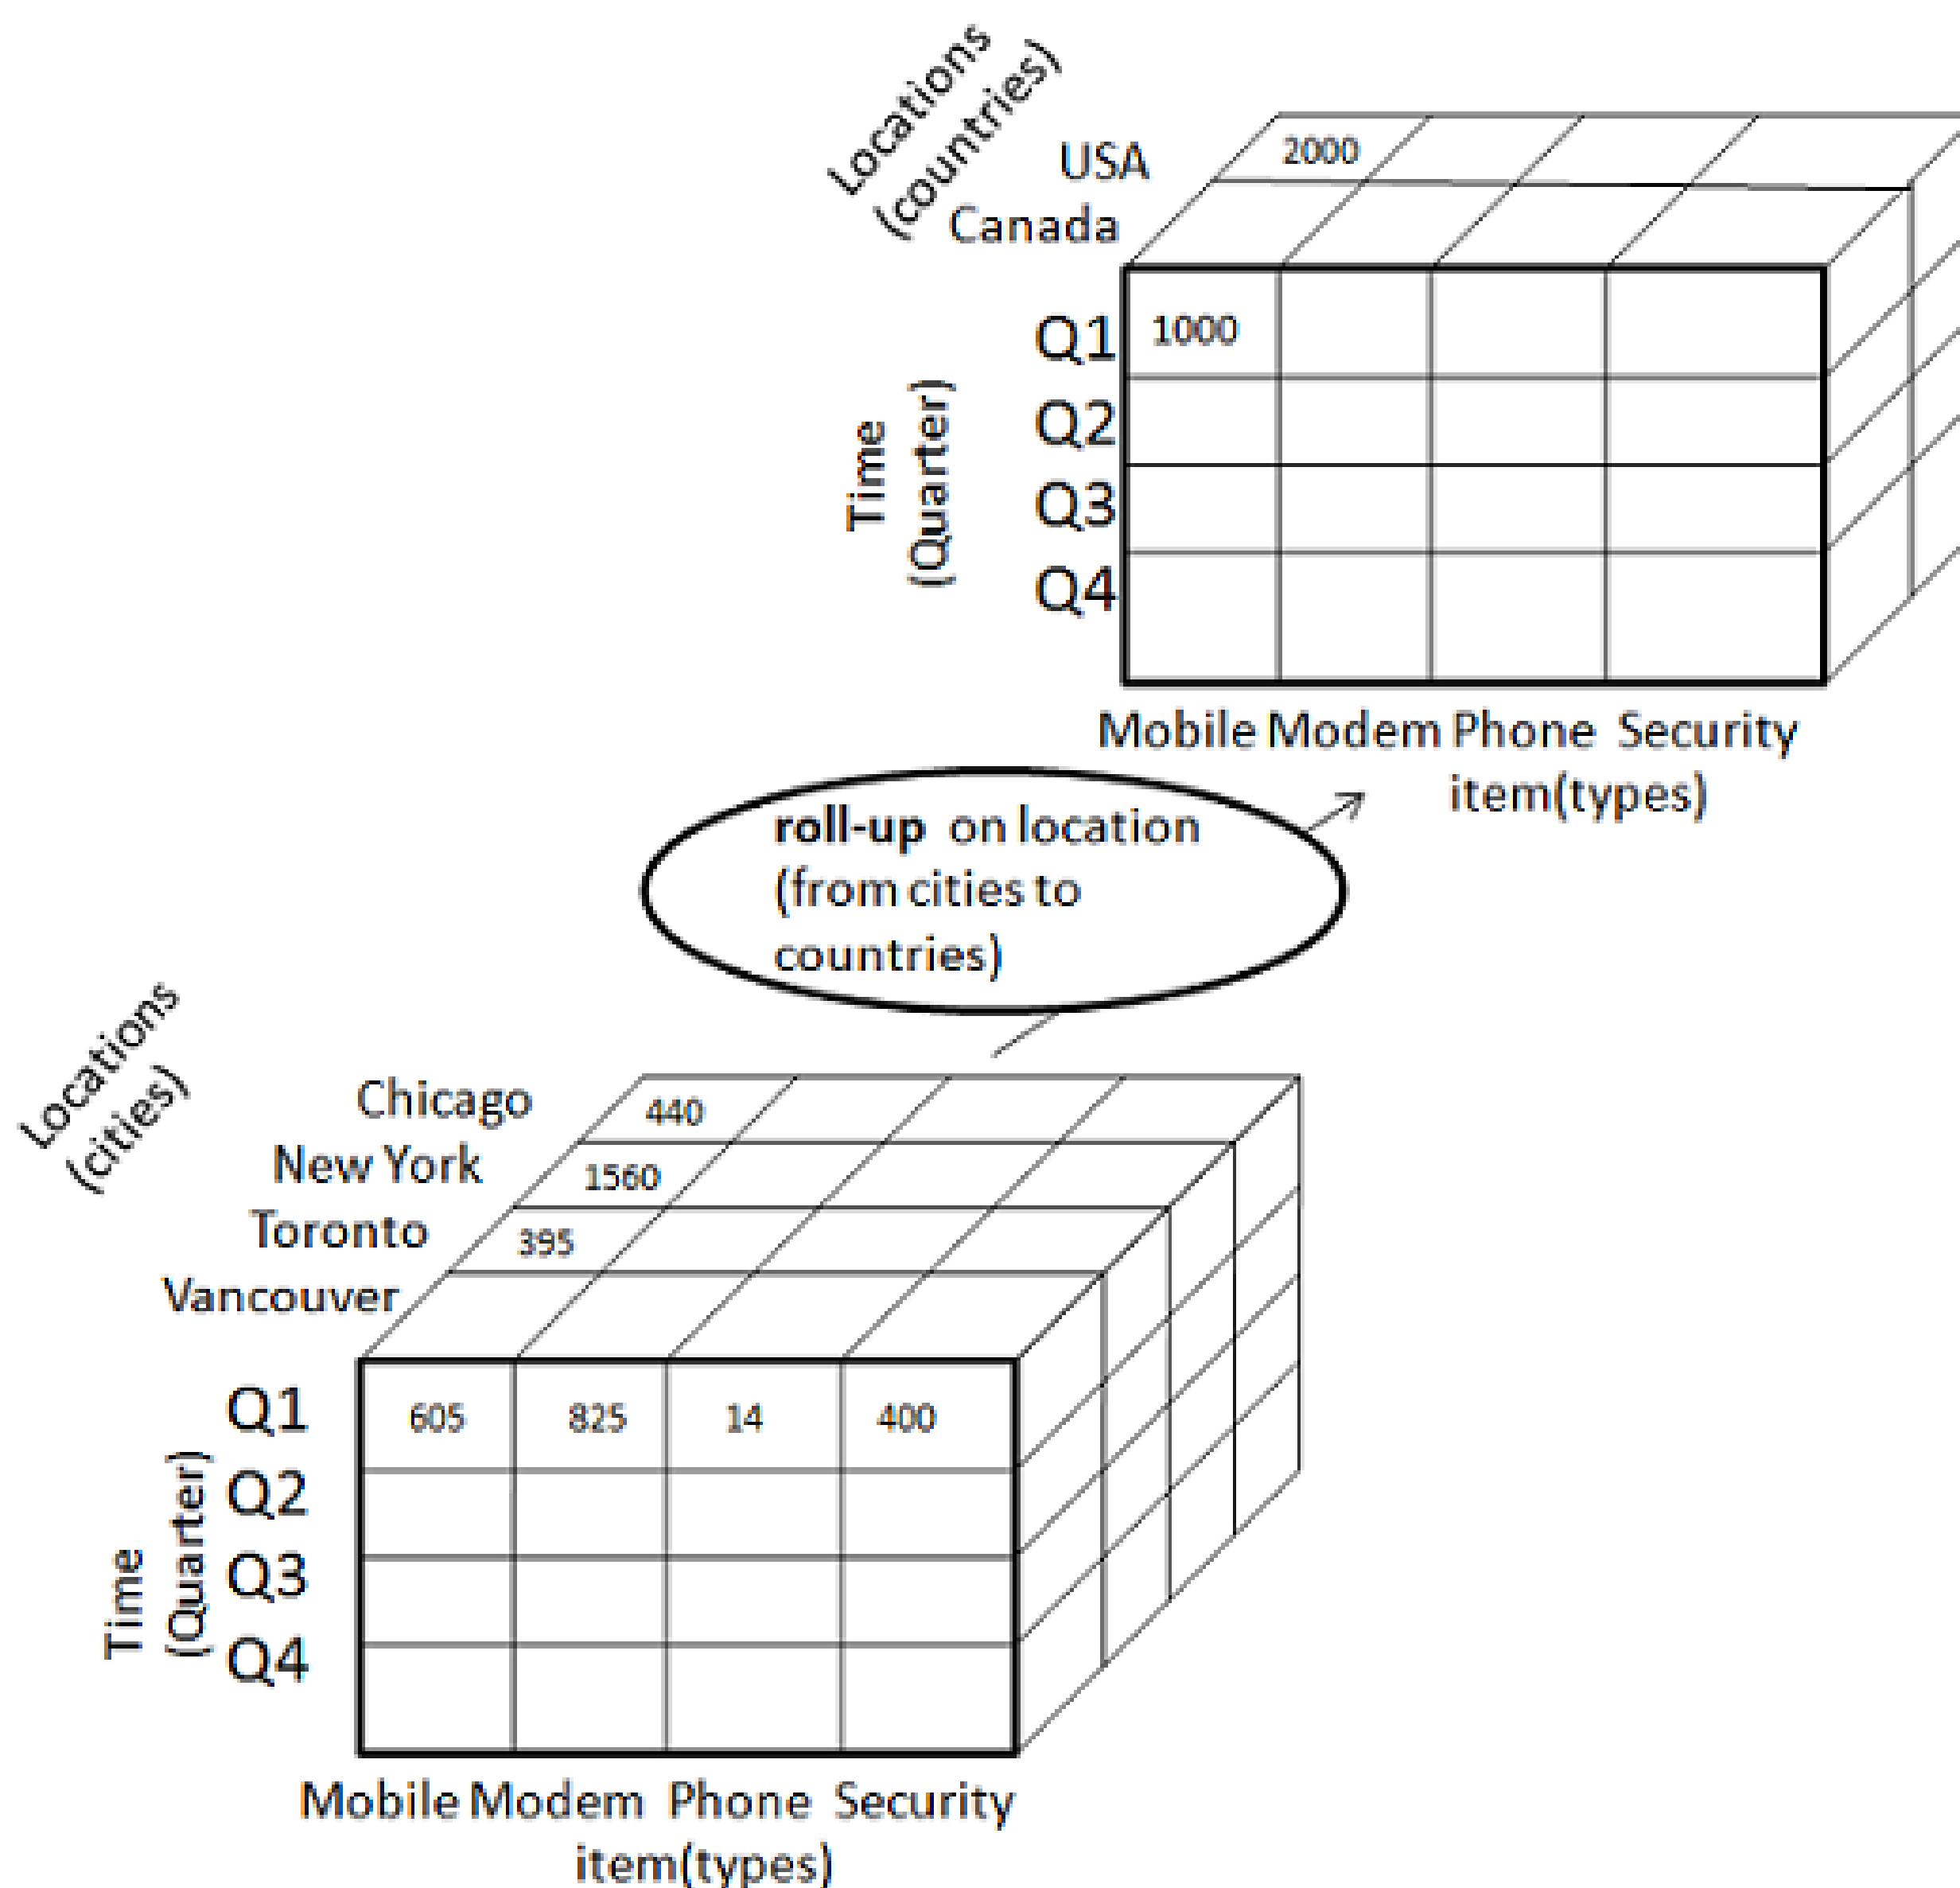 Locations
(countries)
USA
2000
Canada
Q1
1000
Q2
Q3
Q4
Time
(Quarter)
Mobile Modem Phone Security
item(types)
roll-up on location
(from cities to
countries)
Locations
(cities)
Chicago
440
New York
1560
Toronto
395
Vancouver
Q1
605 825 14 400
Q2
Q3
Q4
Time
(Quarter)
Mobile Modem Phone Security
item(types)